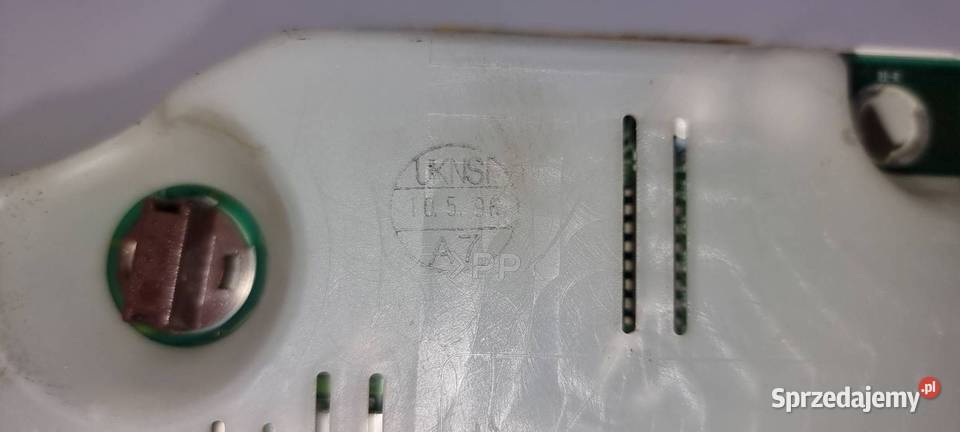 UKNSI
10.5.96
A7
>PP<
Sprzedajemy.pl